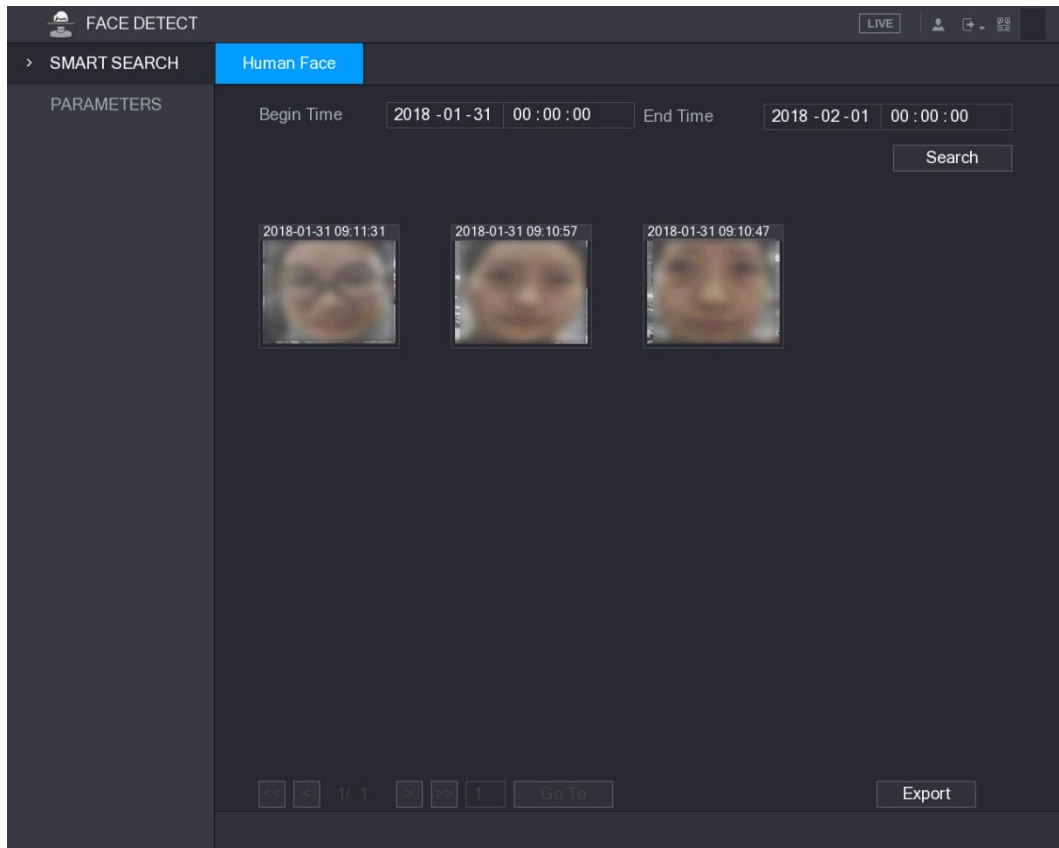 FACE DETECT
LIVE
> SMART SEARCH
Human Face
PARAMETERS
Begin Time 2018 -01 -31 00 : 00 : 00 End Time 2018 -02 -01 00 : 00 : 00
Search
2018-01-31 09:11:31 2018-01-31 09:10:57 2018-01-31 09:10:47
<< < 1/ 1 > >> 1 Go To Export